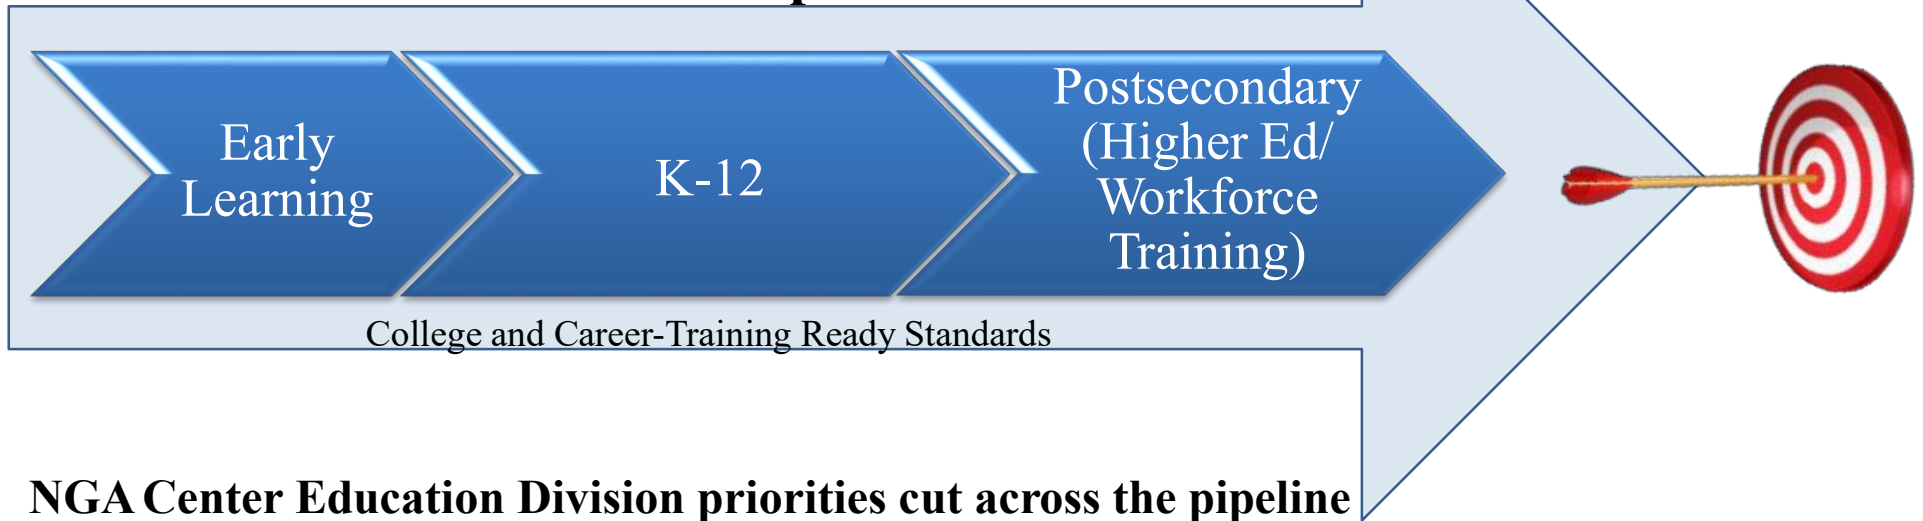 Early
Learning
K-12
Postsecondary
(Higher Ed/
Workforce
Training)
College and Career-Training Ready Standards
NGA Center Education Division priorities cut across the pipeline